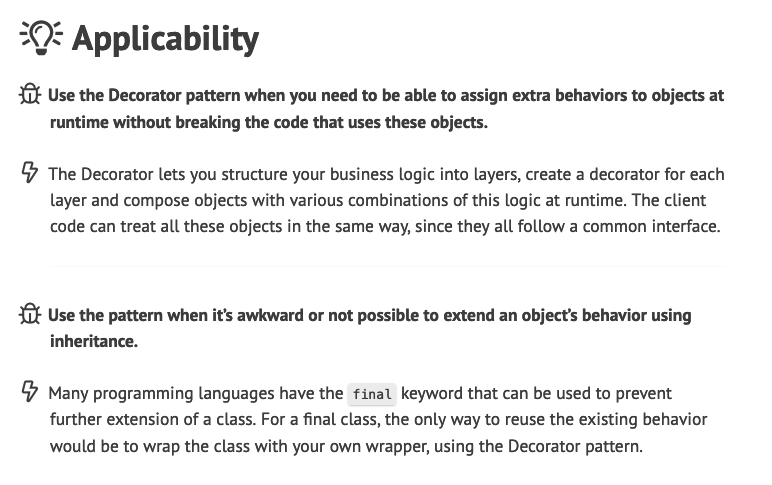 Applicability
Use the Decorator pattern when you need to be able to assign extra behaviors to objects at
runtime without breaking the code that uses these objects.
The Decorator lets you structure your business logic into layers, create a decorator for each
layer and compose objects with various combinations of this logic at runtime. The client
code can treat all these objects in the same way, since they all follow a common interface.
Use the pattern when it’s awkward or not possible to extend an object’s behavior using
inheritance.
Many programming languages have the final keyword that can be used to prevent
further extension of a class. For a final class, the only way to reuse the existing behavior
would be to wrap the class with your own wrapper, using the Decorator pattern.